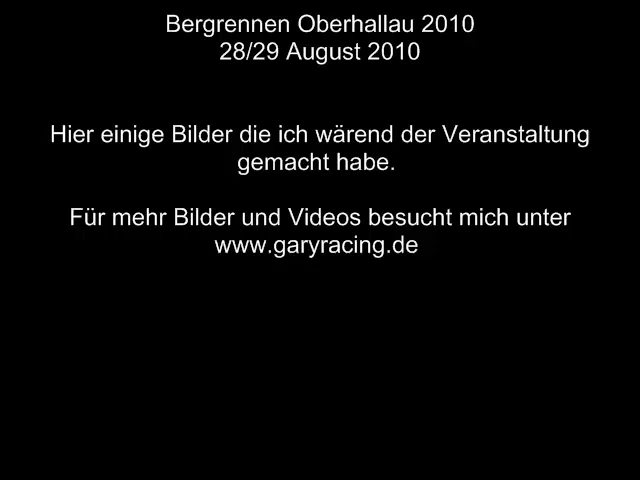 Bergrennen Oberhallau 2010
28/29 August 2010
Hier einige Bilder die ich wärend der Veranstaltung
gemacht habe.
Für mehr Bilder und Videos besucht mich unter
www.garyracing.de